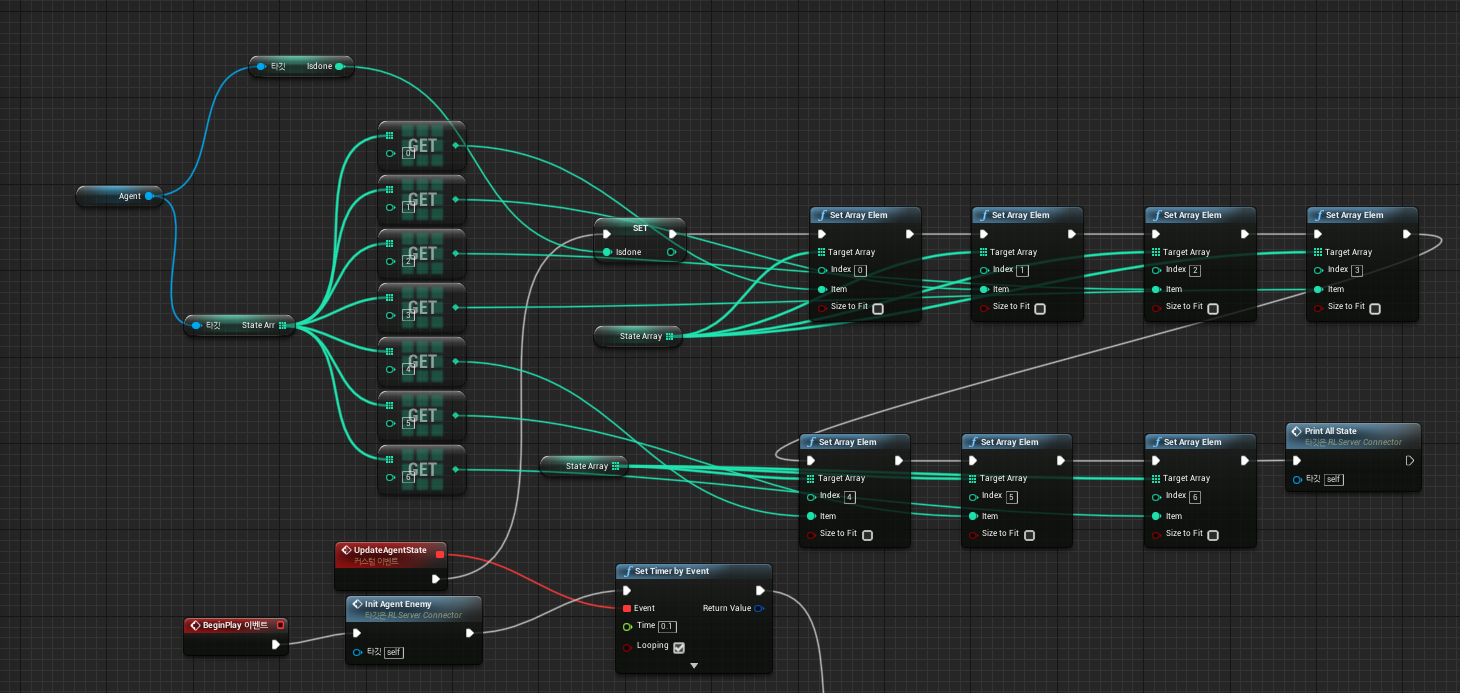 타깃 Isdone
GET
0
GET
1
GET
2
GET
3
GET
4
GET
5
GET
6
Agent
타깃 State Arr
SET
Isdone
State Array
Set Array Elem
Target Array
Index 0
Item
Size to Fit
Set Array Elem
Target Array
Index 1
Item
Size to Fit
Set Array Elem
Target Array
Index 2
Item
Size to Fit
Set Array Elem
Target Array
Index 3
Item
Size to Fit
State Array
Set Array Elem
Target Array
Index 4
Item
Size to Fit
Set Array Elem
Target Array
Index 5
Item
Size to Fit
Set Array Elem
Target Array
Index 6
Item
Size to Fit
Print All State
타깃은 RLServer Connector
타깃 self
UpdateAgentState
커스텀 이벤트
BeginPlay 이벤트
Init Agent Enemy
타깃은 RLServer Connector
타깃 self
Set Timer by Event
Event Return Value
Time 0.1
Looping